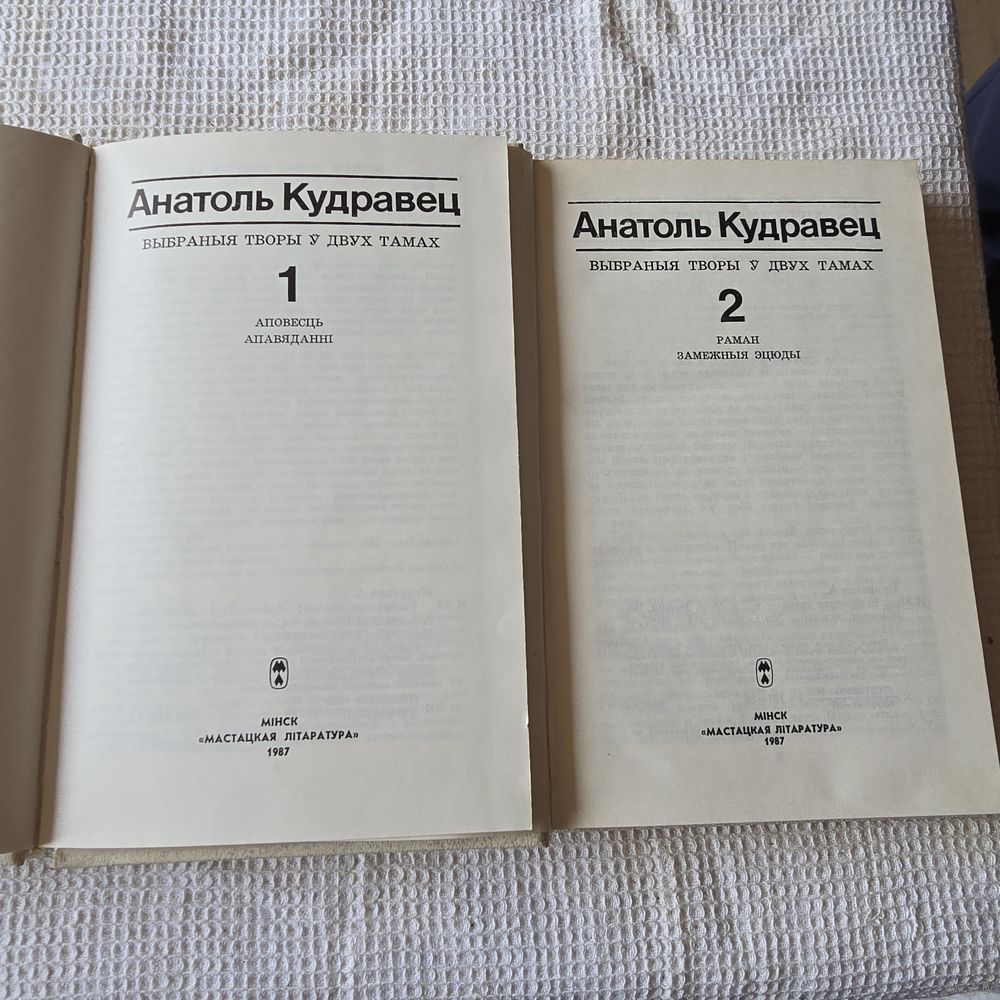 Анатоль Кудравец
ВЫБРАНЫЯ ТВОРЫ Ў ДВУХ ТАМАХ
1
АПОВЕСЦЬ
АПАВЯДАННІ
МІНСК
«МАСТАЦКАЯ ЛІТАРАТУРА»
1987
Анатоль Кудравец
ВЫБРАНЫЯ ТВОРЫ Ў ДВУХ ТАМАХ
2
РАМАН
ЗАМЕЖНЫЯ ЭЦЮДЫ
МІНСК
«МАСТАЦКАЯ ЛІТАРАТУРА»
1987